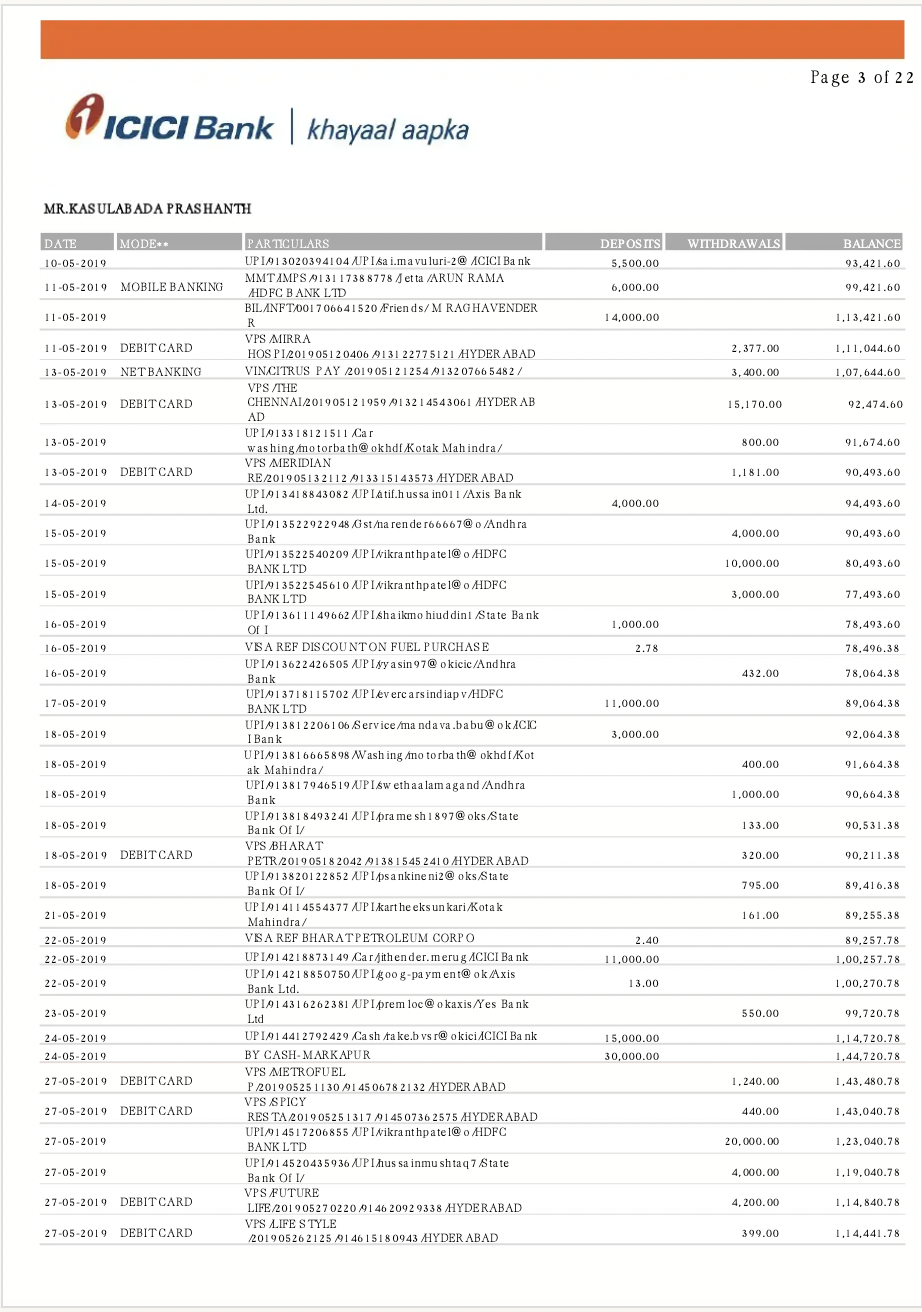 Page 3 of 22
ICICI Bank | khayaal aapka
MR.KASULABADA PRASHANTH
DATE MODE** PARTICULARS DEPOSITS WITHDRAWALS BALANCE
10-05-2019 UPI/913020394104/UPI/sai.mavuluri-2@/ICICI Bank 5,500.00 93,421.60
11-05-2019 MOBILE BANKING MMT/IMPS/913117388778/Jetta/ARUN RAMA
/HDFC BANK LTD 6,000.00 99,421.60
11-05-2019 BIL/INFT/001706641520/Friends/ M RAGHAVENDER
R 14,000.00 1,13,421.60
11-05-2019 DEBIT CARD VPS/MIRRA
HOSPI/201905120406/913122775121/HYDERABAD 2,377.00 1,11,044.60
13-05-2019 NET BANKING VIN/CITRUS PAY /201905121254/913207665482/ 3,400.00 1,07,644.60
13-05-2019 DEBIT CARD VPS/THE
CHENNAI/201905121959/913214543061/HYDERAB
AD 15,170.00 92,474.60
13-05-2019 UPI/913318121511/Car
washing/motorbath@okhdf/Kotak Mahindra/ 800.00 91,674.60
13-05-2019 DEBIT CARD VPS/MERIDIAN
RE/201905132112/913315143573/HYDERABAD 1,181.00 90,493.60
14-05-2019 UPI/913418843082/UPI/atif.hussain011/Axis Bank
Ltd. 4,000.00 94,493.60
15-05-2019 UPI/913522922948/Gst/narender66667@o/Andhra
Bank 4,000.00 90,493.60
15-05-2019 UPI/913522540209/UPI/vikranthpatel@o/HDFC
BANK LTD 10,000.00 80,493.60
15-05-2019 UPI/913522545610/UPI/vikranthpatel@o/HDFC
BANK LTD 3,000.00 77,493.60
16-05-2019 UPI/913611149662/UPI/shaikmohiuddin1/State Bank
Of I 1,000.00 78,493.60
16-05-2019 VISA REF DISCOUNT ON FUEL PURCHASE 2.78 78,496.38
16-05-2019 UPI/913622426505/UPI/syasin97@okicic/Andhra
Bank 432.00 78,064.38
17-05-2019 UPI/913718115702/UPI/evercarsindiapv/HDFC
BANK LTD 11,000.00 89,064.38
18-05-2019 UPI/913812206106/Service/mandava.babu@ok/ICIC
I Bank 3,000.00 92,064.38
18-05-2019 UPI/913816665898/Washing/motorbath@okhdf/Kot
ak Mahindra/ 400.00 91,664.38
18-05-2019 UPI/913817946519/UPI/swethaalamagand/Andhra
Bank 1,000.00 90,664.38
18-05-2019 UPI/913818493241/UPI/pramesh1897@oks/State
Bank Of I/ 133.00 90,531.38
18-05-2019 DEBIT CARD VPS/BHARAT
PETR/201905182042/913815452410/HYDERABAD 320.00 90,211.38
18-05-2019 UPI/913820122852/UPI/psankineni2@oks/State
Bank Of I/ 795.00 89,416.38
21-05-2019 UPI/914114554377/UPI/kartheeksunkari/Kotak
Mahindra/ 161.00 89,255.38
22-05-2019 VISA REF BHARAT PETROLEUM CORPO 2.40 89,257.78
22-05-2019 UPI/914218873149/Car/jithender.merug/ICICI Bank 11,000.00 1,00,257.78
22-05-2019 UPI/914218850750/UPI/goog-payment@ok/Axis
Bank Ltd. 13.00 1,00,270.78
23-05-2019 UPI/914316262381/UPI/premloc@okaxis/Yes Bank
Ltd 550.00 99,720.78
24-05-2019 UPI/914412792429/Cash/rake.bvsr@okici/ICICI Bank 15,000.00 1,14,720.78
24-05-2019 BY CASH-MARKAPUR 30,000.00 1,44,720.78
27-05-2019 DEBIT CARD VPS/METROFUEL
P/201905251130/914506782132/HYDERABAD 1,240.00 1,43,480.78
27-05-2019 DEBIT CARD VPS/SPICY
RESTA/201905251317/914507362575/HYDERABAD 440.00 1,43,040.78
27-05-2019 UPI/914517206855/UPI/vikranthpatel@o/HDFC
BANK LTD 20,000.00 1,23,040.78
27-05-2019 UPI/914520435936/UPI/hussainmushtaq7/State
Bank Of I/ 4,000.00 1,19,040.78
27-05-2019 DEBIT CARD VPS/FUTURE
LIFE/201905270220/914620929338/HYDERABAD 4,200.00 1,14,840.78
27-05-2019 DEBIT CARD VPS/LIFE STYLE
/201905262125/914615180943/HYDERABAD 399.00 1,14,441.78